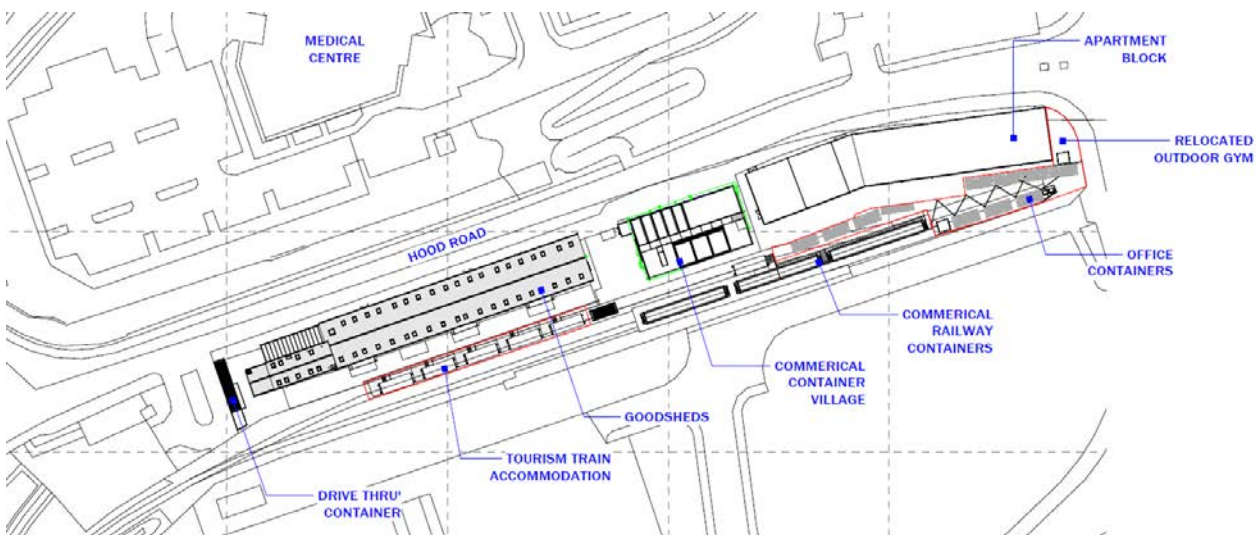 MEDICAL
CENTRE
APARTMENT
BLOCK
RELOCATED
OUTDOOR GYM
HOOD ROAD
OFFICE
CONTAINERS
COMMERICAL
RAILWAY
CONTAINERS
COMMERICAL
CONTAINER
VILLAGE
GOODSHEDS
TOURISM TRAIN
ACCOMMODATION
DRIVE THRU'
CONTAINER